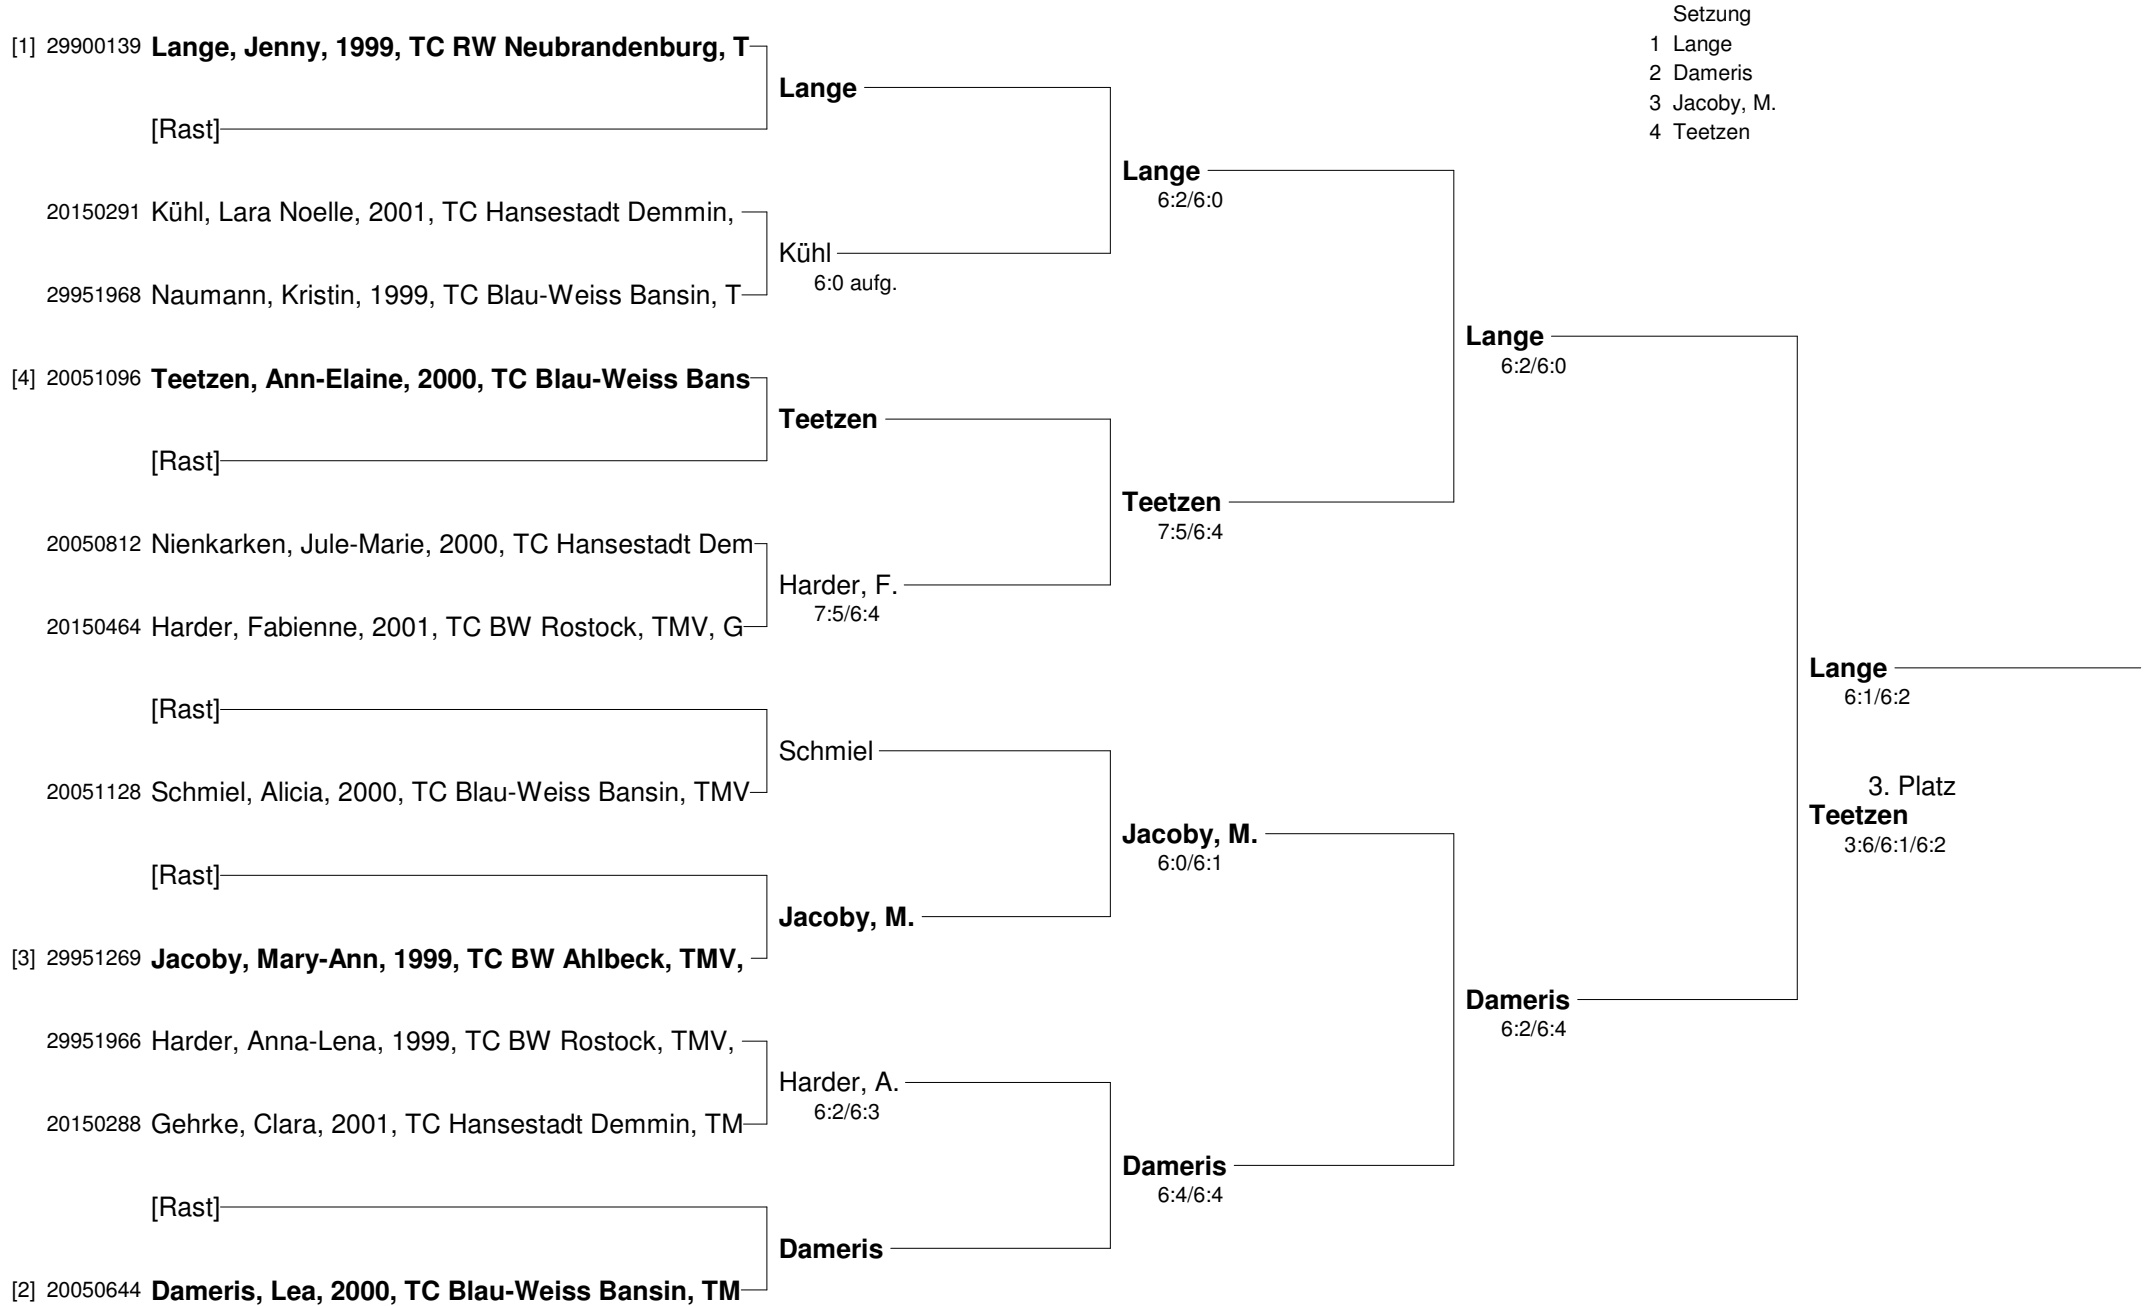 Setzung
1 Lange
2 Dameris
3 Jacoby, M.
4 Teetzen
[1] 29900139 Lange, Jenny, 1999, TC RW Neubrandenburg, T
[Rast]
20150291 Kühl, Lara Noelle, 2001, TC Hansestadt Demmin,
29951968 Naumann, Kristin, 1999, TC Blau-Weiss Bansin, T
[4] 20051096 Teetzen, Ann-Elaine, 2000, TC Blau-Weiss Bans
[Rast]
20050812 Nienkarken, Jule-Marie, 2000, TC Hansestadt Dem
20150464 Harder, Fabienne, 2001, TC BW Rostock, TMV, G
[Rast]
20051128 Schmiel, Alicia, 2000, TC Blau-Weiss Bansin, TMV
[Rast]
[3] 29951269 Jacoby, Mary-Ann, 1999, TC BW Ahlbeck, TMV,
29951966 Harder, Anna-Lena, 1999, TC BW Rostock, TMV,
20150288 Gehrke, Clara, 2001, TC Hansestadt Demmin, TM
[Rast]
[2] 20050644 Dameris, Lea, 2000, TC Blau-Weiss Bansin, TM
Lange
Kühl
6:0 aufg.
Teetzen
Harder, F.
7:5/6:4
Schmiel
Jacoby, M.
Harder, A.
6:2/6:3
Dameris
Lange
6:2/6:0
Teetzen
7:5/6:4
Jacoby, M.
6:0/6:1
Dameris
6:4/6:4
Lange
6:2/6:0
Dameris
6:2/6:4
Lange
6:1/6:2
3. Platz
Teetzen
3:6/6:1/6:2